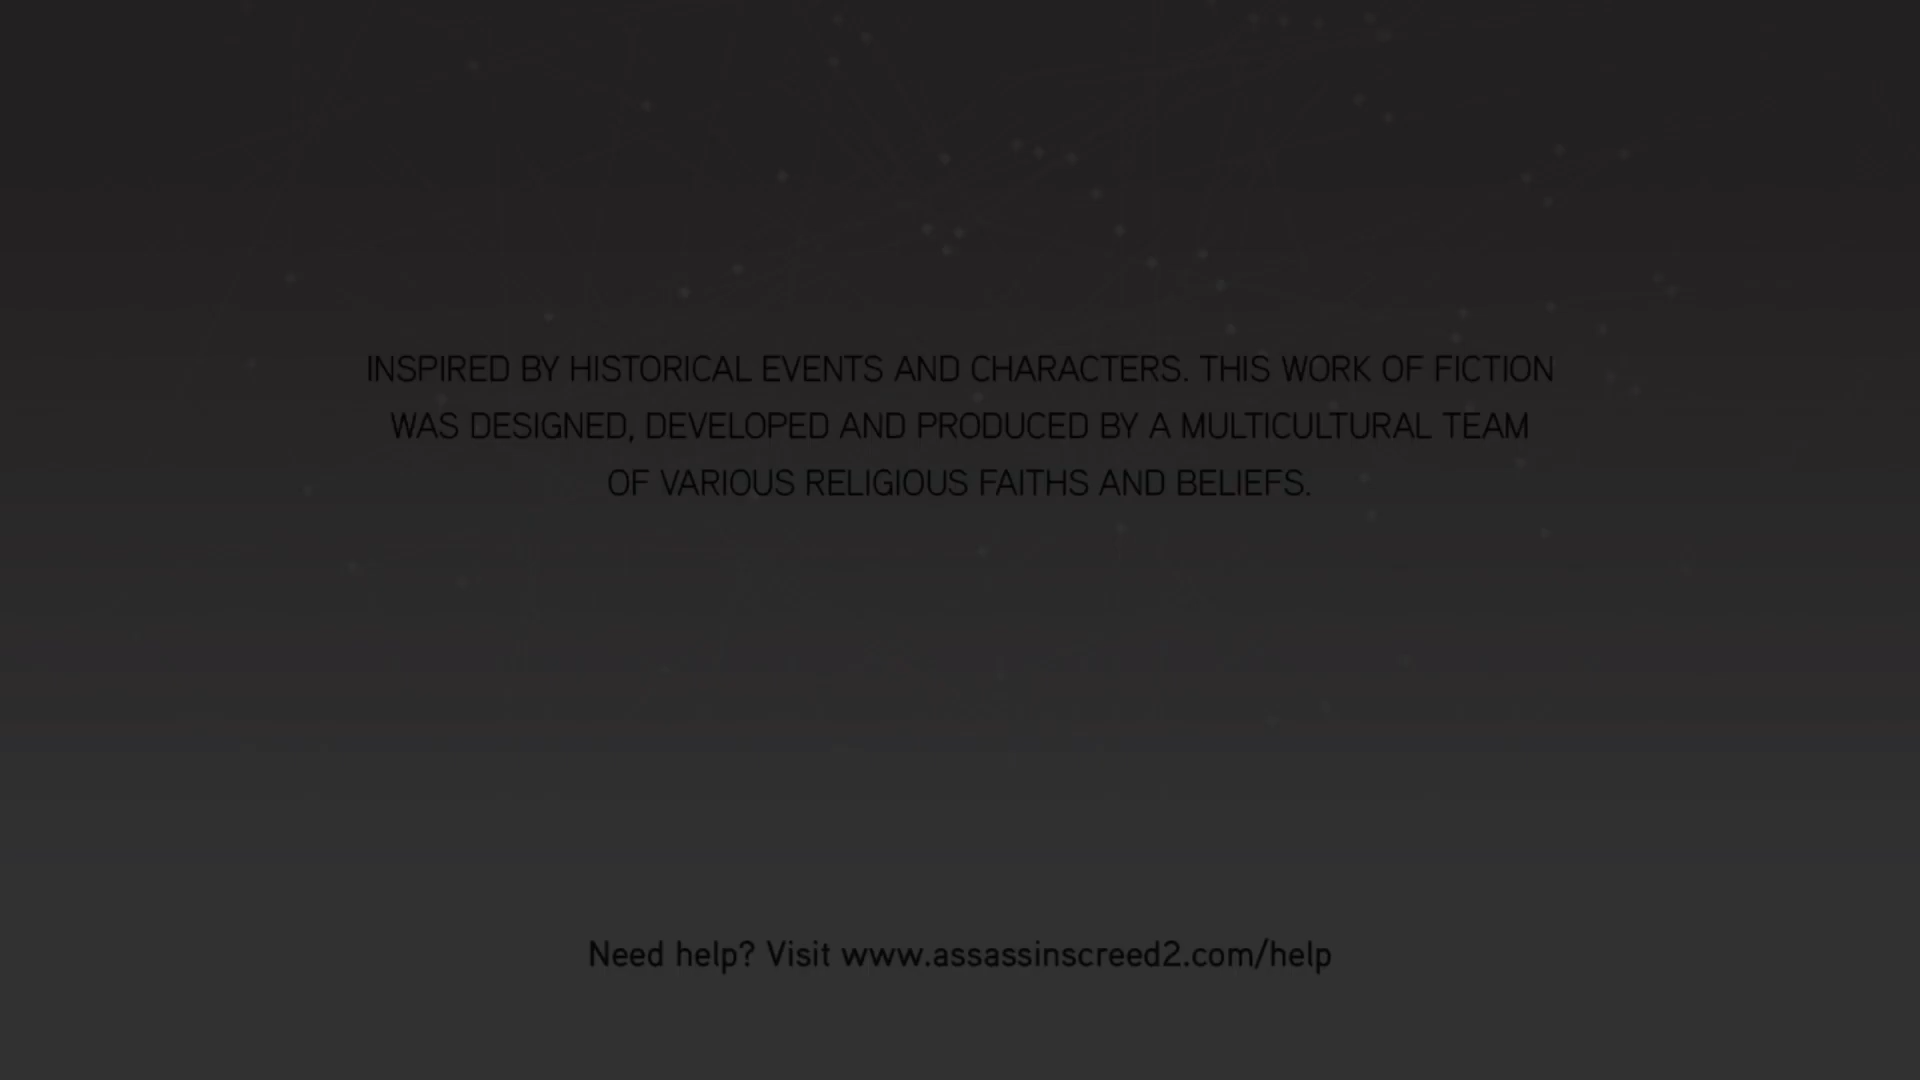 INSPIRED BY HISTORICAL EVENTS AND CHARACTERS. THIS WORK OF FICTION
WAS DESIGNED, DEVELOPED AND PRODUCED BY A MULTICULTURAL TEAM
OF VARIOUS RELIGIOUS FAITHS AND BELIEFS.
Need help? Visit www.assassinscreed2.com/help